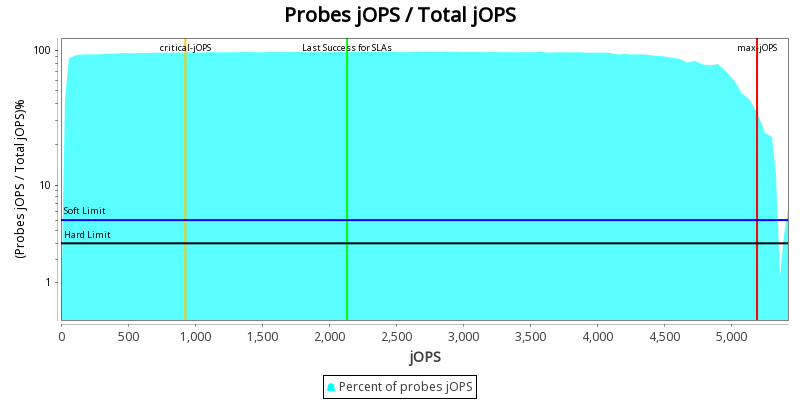 Probes jOPS / Total jOPS
(Probes jOPS / Total jOPS)%
100
10
1
critical-jOPS
Last Success for SLAs
max-jOPS
Soft Limit
Hard Limit
0
500
1,000
1,500
2,000
2,500
3,000
3,500
4,000
4,500
5,000
jOPS
Percent of probes jOPS